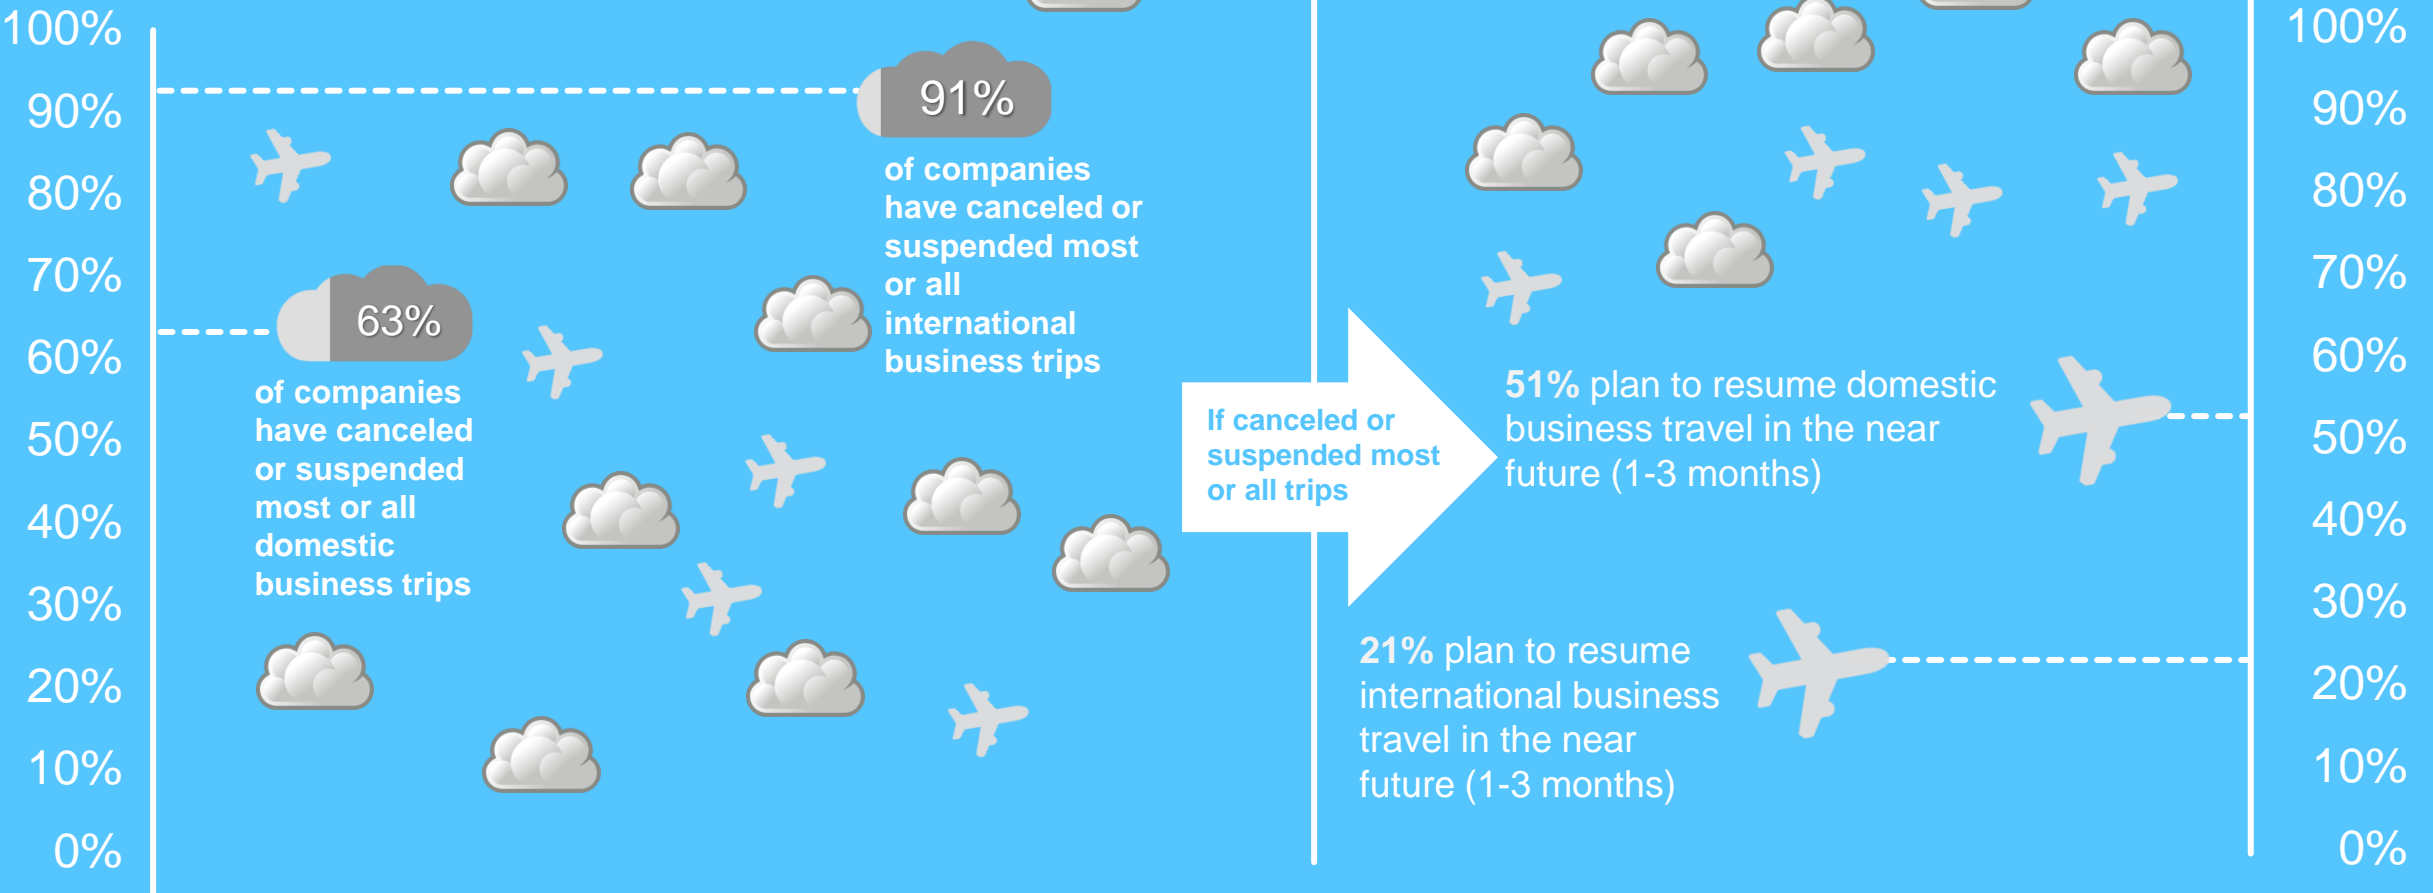 100%
90%
80%
70%
60%
50%
40%
30%
20%
10%
0%
91%
of companies
have canceled or
suspended most
or all
international
business trips
63%
of companies
have canceled
or suspended
most or all
domestic
business trips
If canceled or
suspended most
or all trips
51% plan to resume domestic
business travel in the near
future (1-3 months)
21% plan to resume
international business
travel in the near
future (1-3 months)
100%
90%
80%
70%
60%
50%
40%
30%
20%
10%
0%